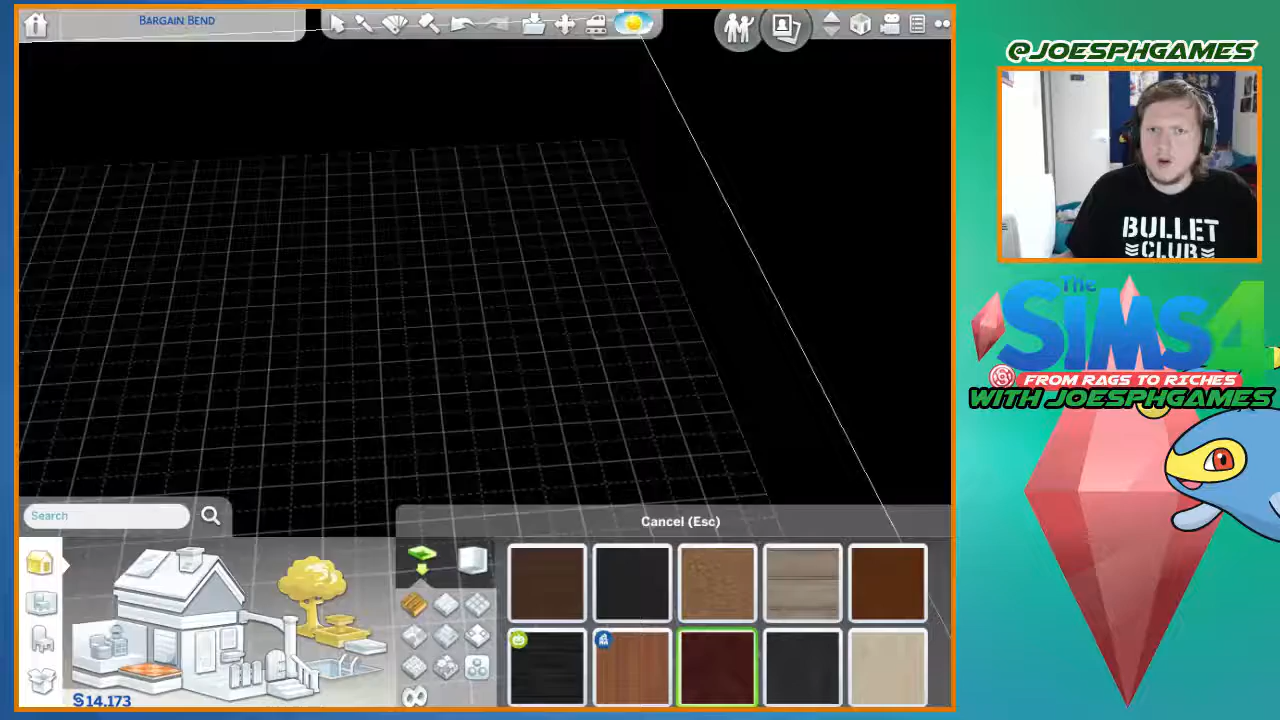 BARGAIN BEND
@JOESPHGAMES
BULLET
CLUB
The
SIMS 4
FROM RAGS TO RICHES
WITH JOESPHGAMES
Search
Cancel (Esc)
§14,173